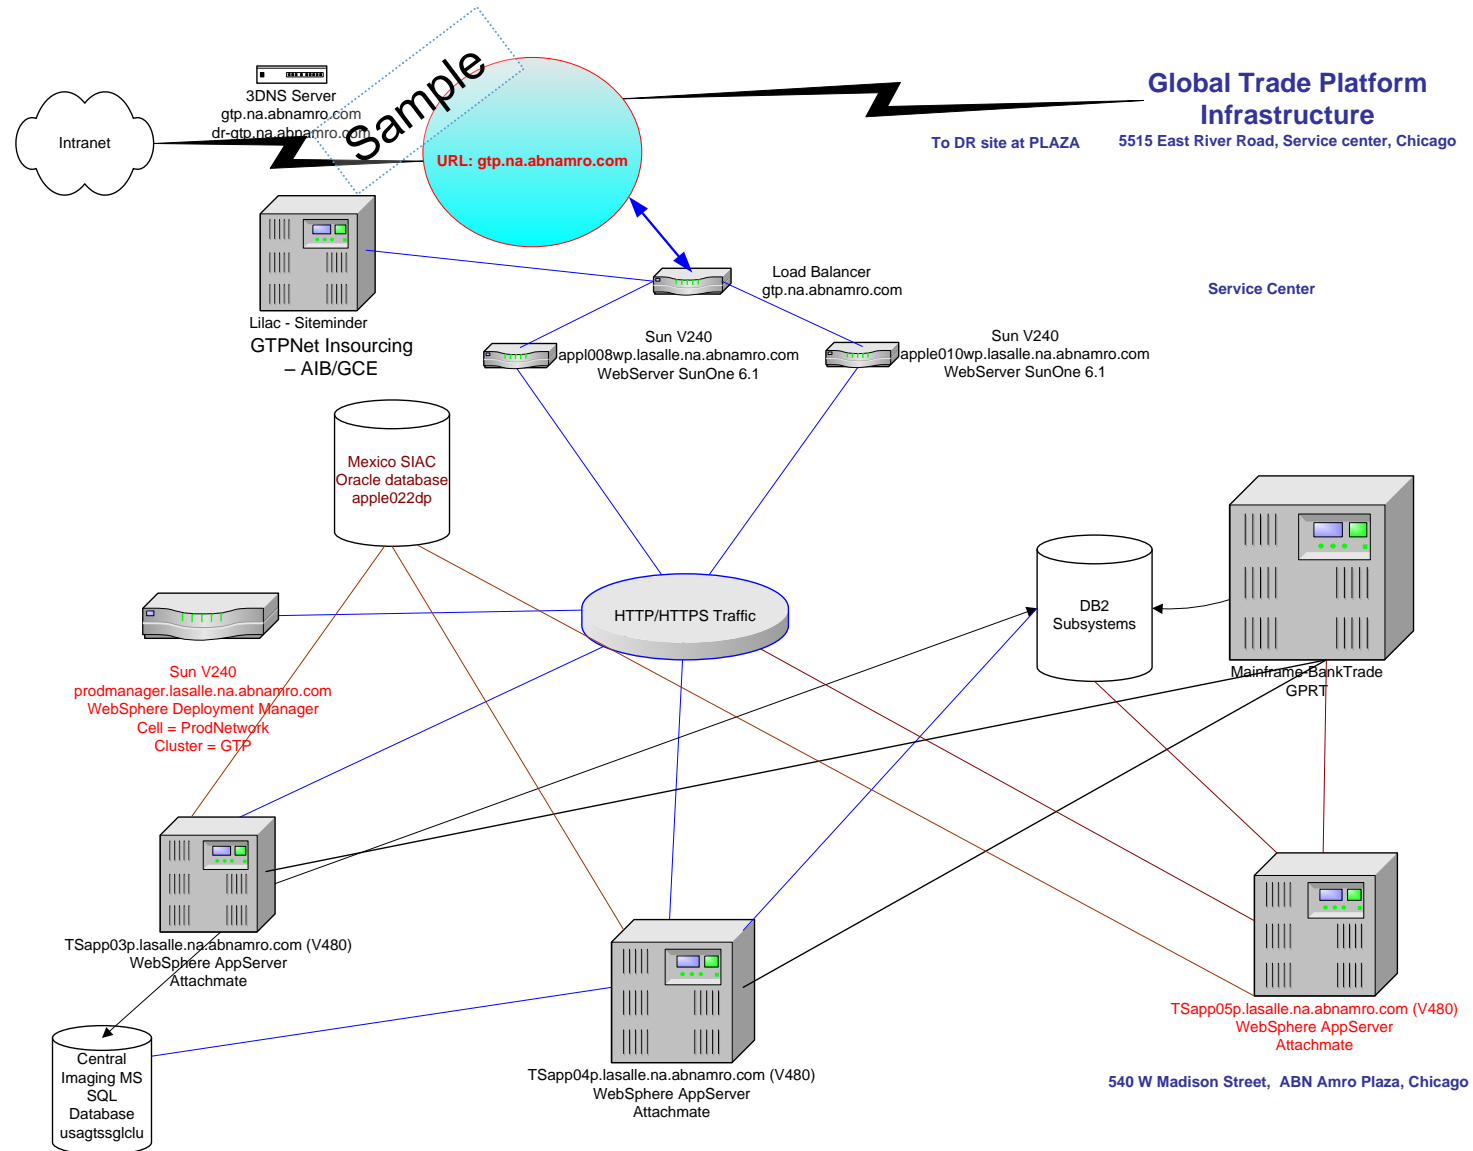 Sample
Global Trade Platform
Infrastructure
5515 East River Road, Service center, Chicago
3DNS Server
gtp.na.abnamro.com
dr-gtp.na.abnamro.com
Intranet
URL: gtp.na.abnamro.com
To DR site at PLAZA
Load Balancer
gtp.na.abnamro.com
Service Center
Lilac - Siteminder
GTPNet Insourcing
– AIB/GCE
Sun V240
appl008wp.lasalle.na.abnamro.com
WebServer SunOne 6.1
Sun V240
apple010wp.lasalle.na.abnamro.com
WebServer SunOne 6.1
Mexico SIAC
Oracle database
apple022dp
HTTP/HTTPS Traffic
DB2
Subsystems
Mainframe-BankTrade
GPRT
Sun V240
prodmanager.lasalle.na.abnamro.com
WebSphere Deployment Manager
Cell = ProdNetwork
Cluster = GTP
TSapp03p.lasalle.na.abnamro.com (V480)
WebSphere AppServer
Attachmate
TSapp05p.lasalle.na.abnamro.com (V480)
WebSphere AppServer
Attachmate
Central
Imaging MS
SQL
Database
usagtssglclu
TSapp04p.lasalle.na.abnamro.com (V480)
WebSphere AppServer
Attachmate
540 W Madison Street,  ABN Amro Plaza, Chicago